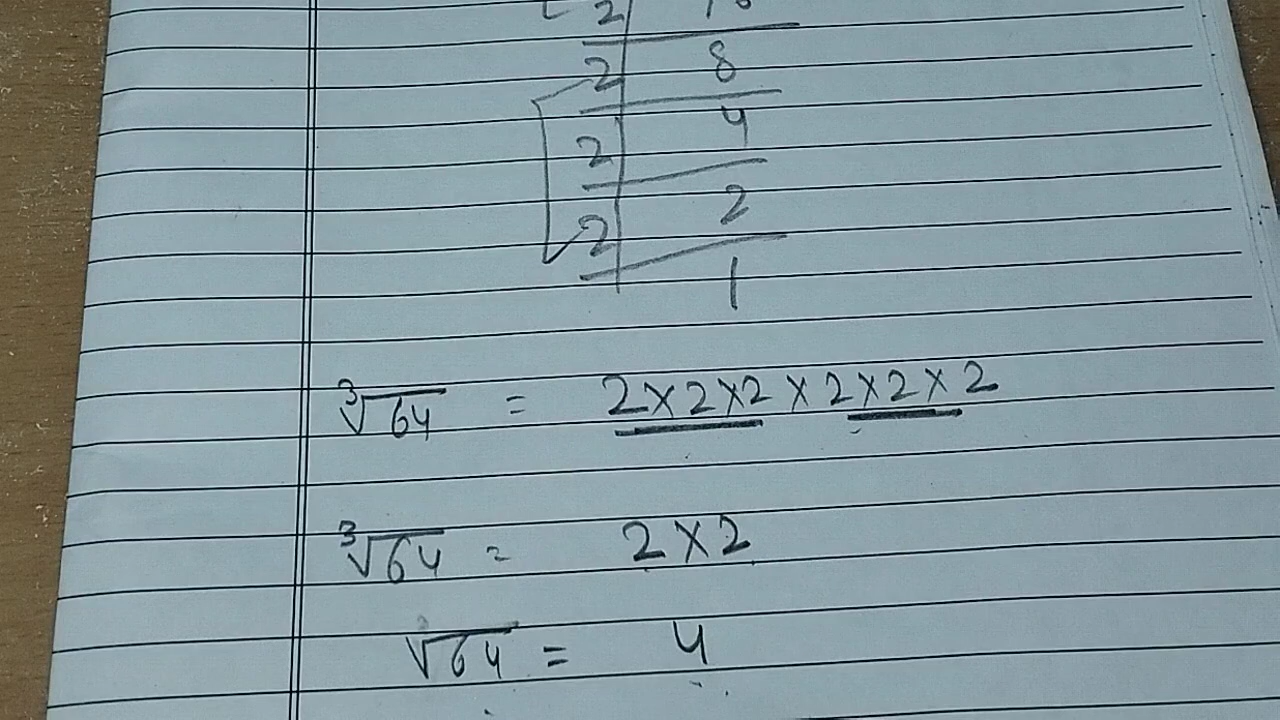 2 | 
2 | 8
2 | 4
2 | 2
1
∛64 = 2×2×2×2×2×2
∛64 = 2×2
√64 = 4